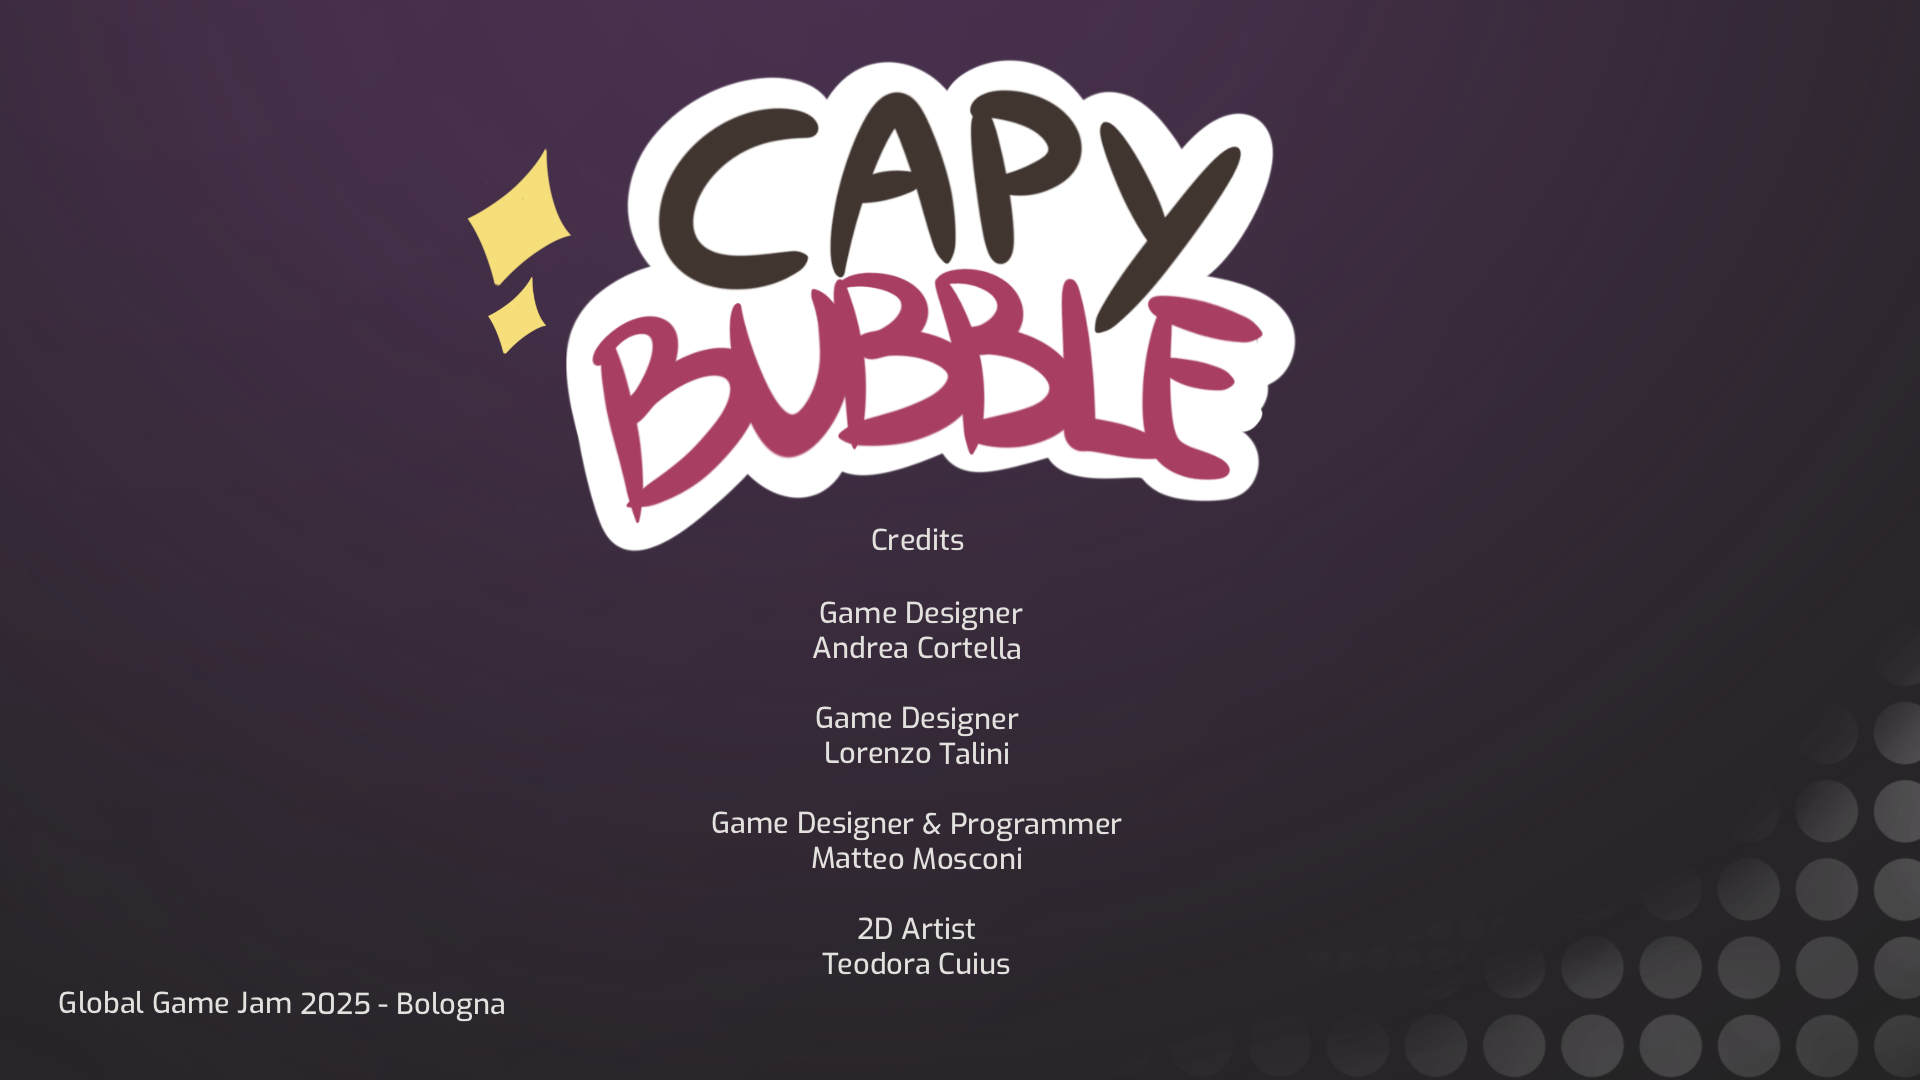 CAPY
BUBBLE
Credits
Game Designer
Andrea Cortella
Game Designer
Lorenzo Talini
Game Designer & Programmer
Matteo Mosconi
2D Artist
Teodora Cuius
Global Game Jam 2025 - Bologna